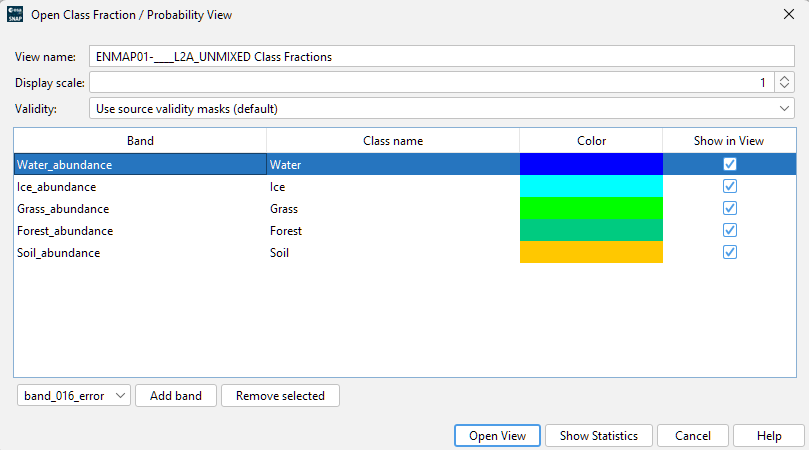 esa SNAP Open Class Fraction / Probability View
View name: ENMAP01-____L2A_UNMIXED Class Fractions
Display scale: 1
Validity: Use source validity masks (default)
Band Class name Color Show in View
Water_abundance Water
Ice_abundance Ice
Grass_abundance Grass
Forest_abundance Forest
Soil_abundance Soil
band_016_error Add band Remove selected
Open View Show Statistics Cancel Help